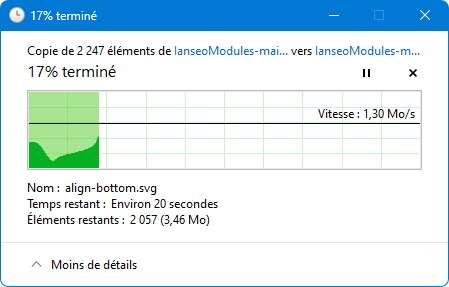 17% terminé
Copie de 2 247 éléments de lanseoModules-mai... vers lanseoModules-m...
17% terminé
Vitesse : 1,30 Mo/s
Nom : align-bottom.svg
Temps restant : Environ 20 secondes
Éléments restants : 2 057 (3,46 Mo)
Moins de détails